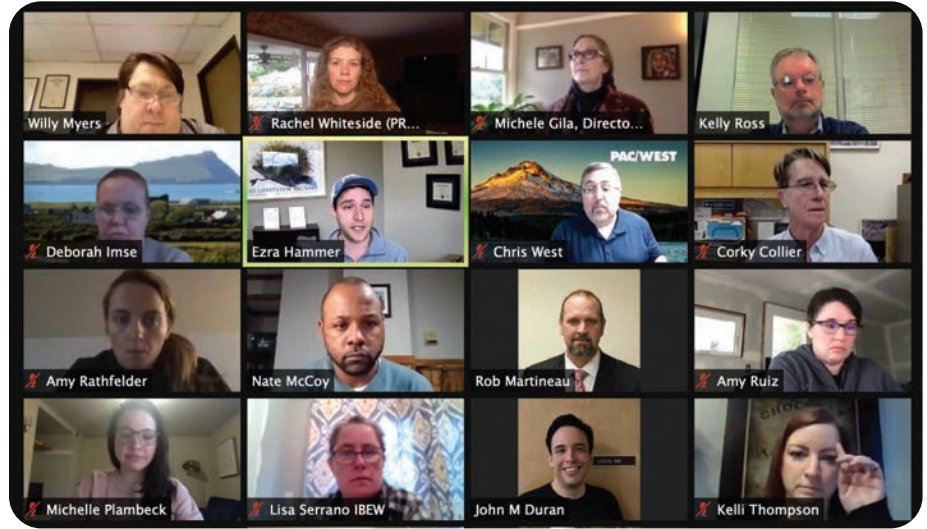 Willy Myers
Rachel Whiteside (PR...
Michele Gila, Directo...
Kelly Ross
Deborah Imse
Ezra Hammer
PAC/WEST
Chris West
Corky Collier
Amy Rathfelder
Nate McCoy
Rob Martineau
Amy Ruiz
Michelle Plambeck
Lisa Serrano IBEW
John M Duran
Kelli Thompson